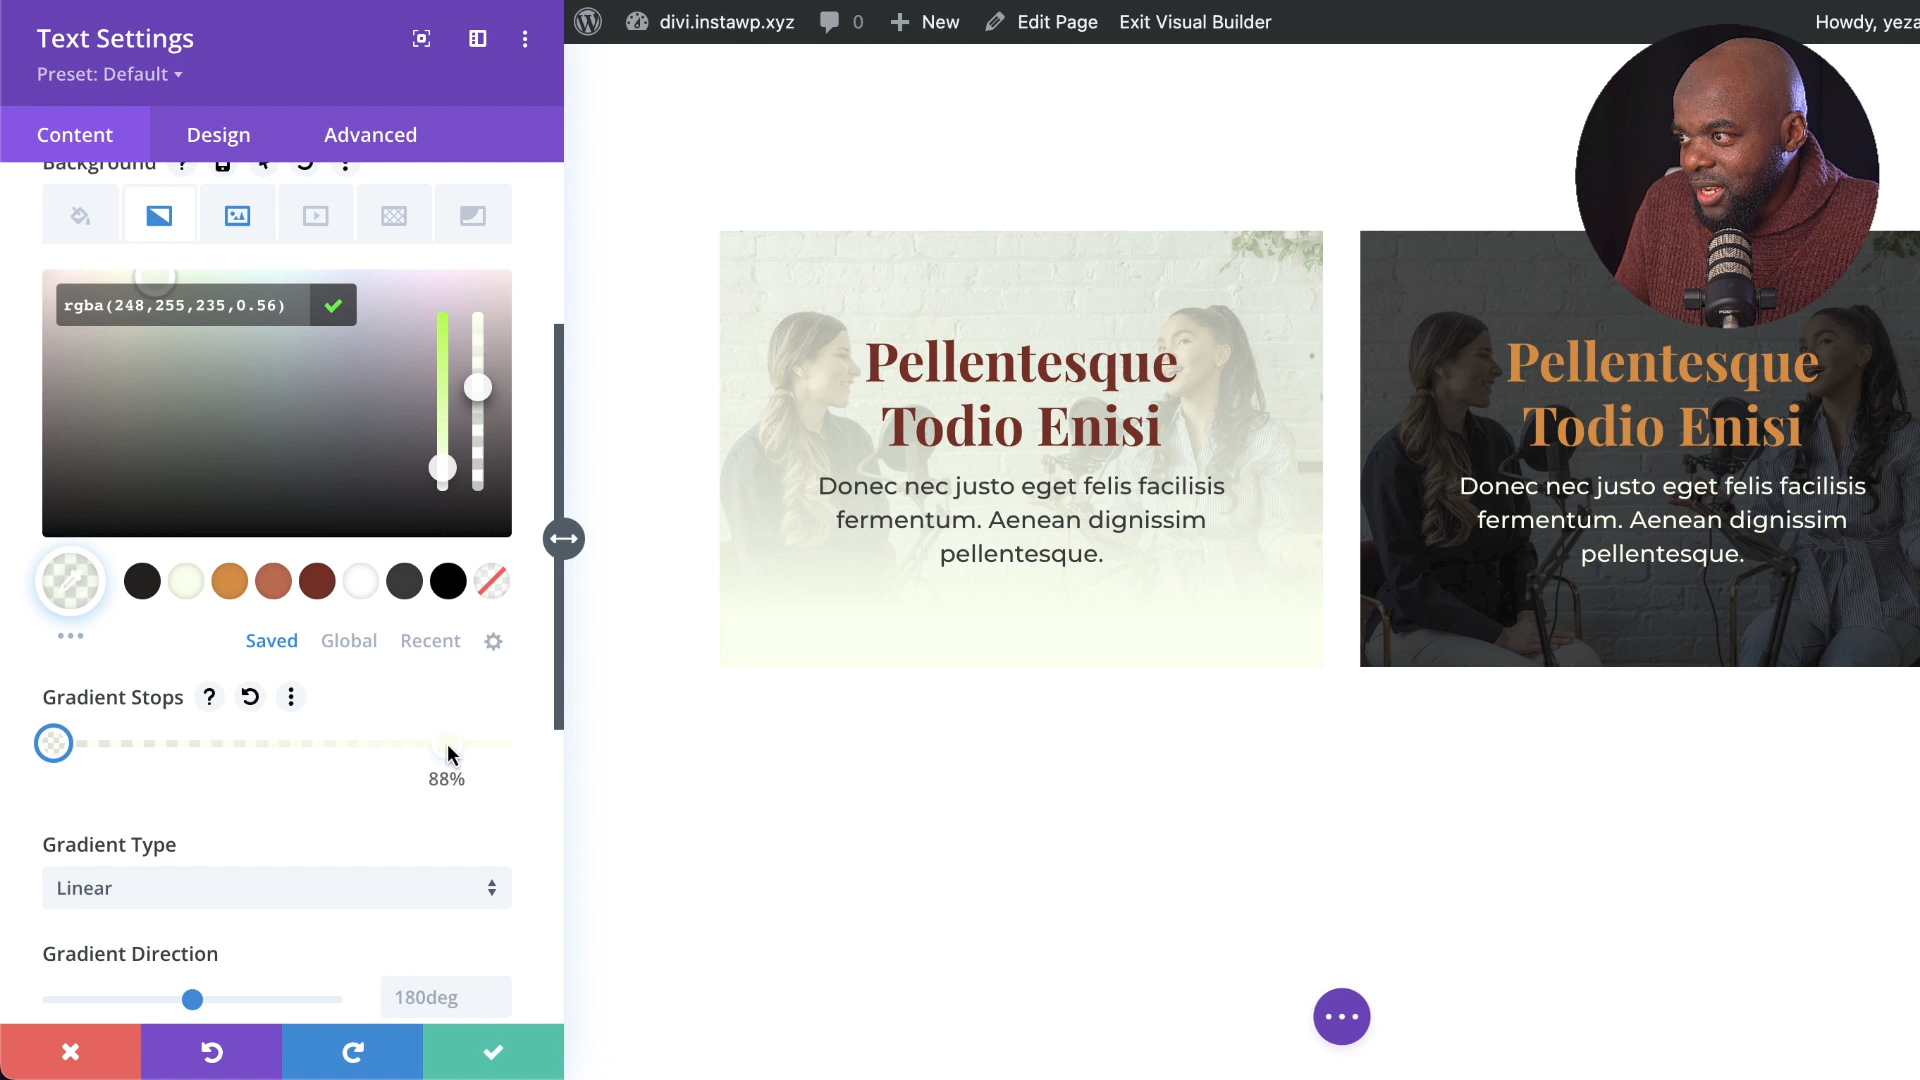 Text Settings
Preset: Default
Content
Design
Advanced
Background
rgba(248,255,235,0.56)
Saved
Global
Recent
Gradient Stops
88%
Gradient Type
Linear
Gradient Direction
180deg
divi.instawp.xyz
0
New
Edit Page
Exit Visual Builder
Howdy, yeza
Pellentesque
Todio Enisi
Donec nec justo eget felis facilisis
fermentum. Aenean dignissim
pellentesque.
Pellentesque
Todio Enisi
Donec nec justo eget felis facilisis
fermentum. Aenean dignissim
pellentesque.